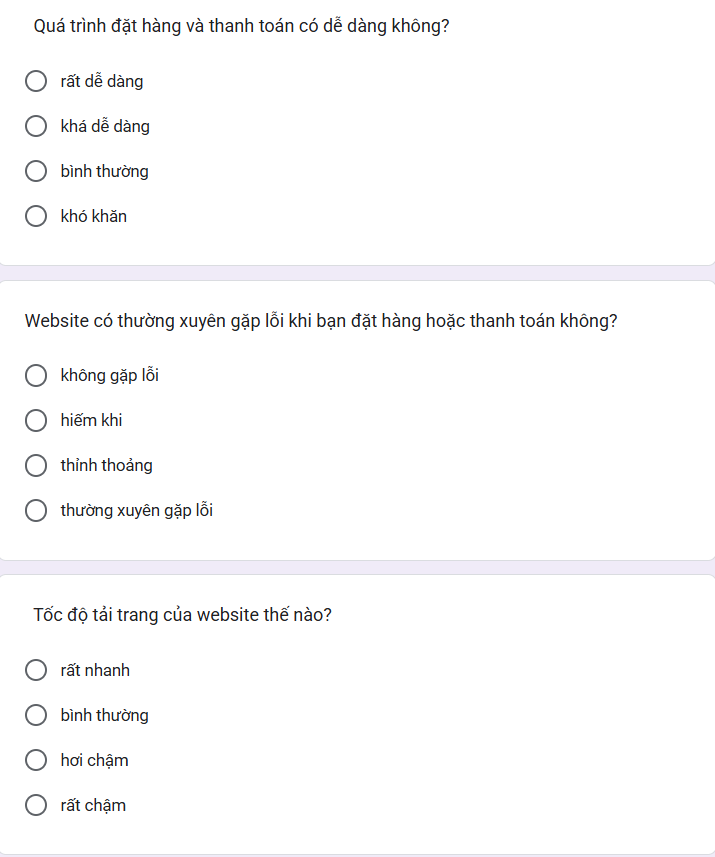 Quá trình đặt hàng và thanh toán có dễ dàng không?
rất dễ dàng
khá dễ dàng
bình thường
khó khăn
Website có thường xuyên gặp lỗi khi bạn đặt hàng hoặc thanh toán không?
không gặp lỗi
hiếm khi
thỉnh thoảng
thường xuyên gặp lỗi
Tốc độ tải trang của website thế nào?
rất nhanh
bình thường
hơi chậm
rất chậm